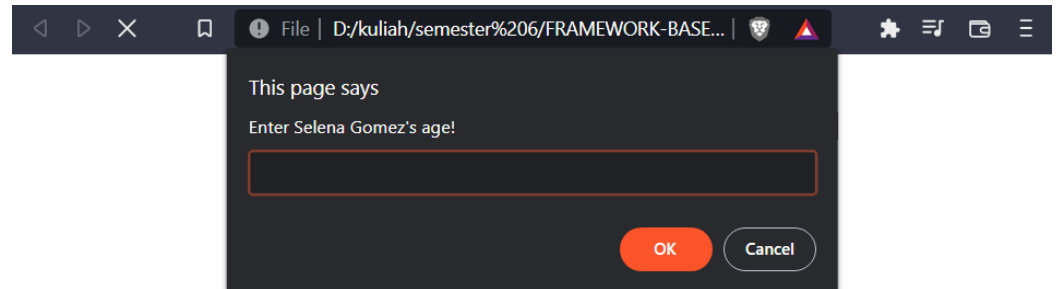 File | D:/kuliah/semester%206/FRAMEWORK-BASE... |
This page says
Enter Selena Gomez's age!
OK Cancel